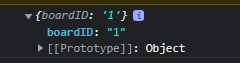 ▼ {boardID: '1'} i
boardID: "1"
▶ [[Prototype]]: Object